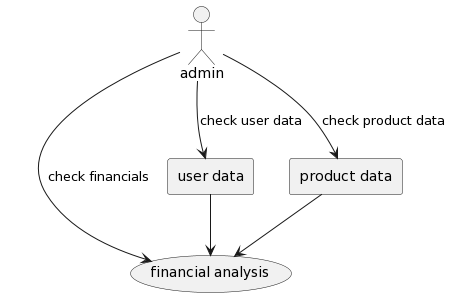 admin
check user data
check product data
check financials
user data
product data
financial analysis